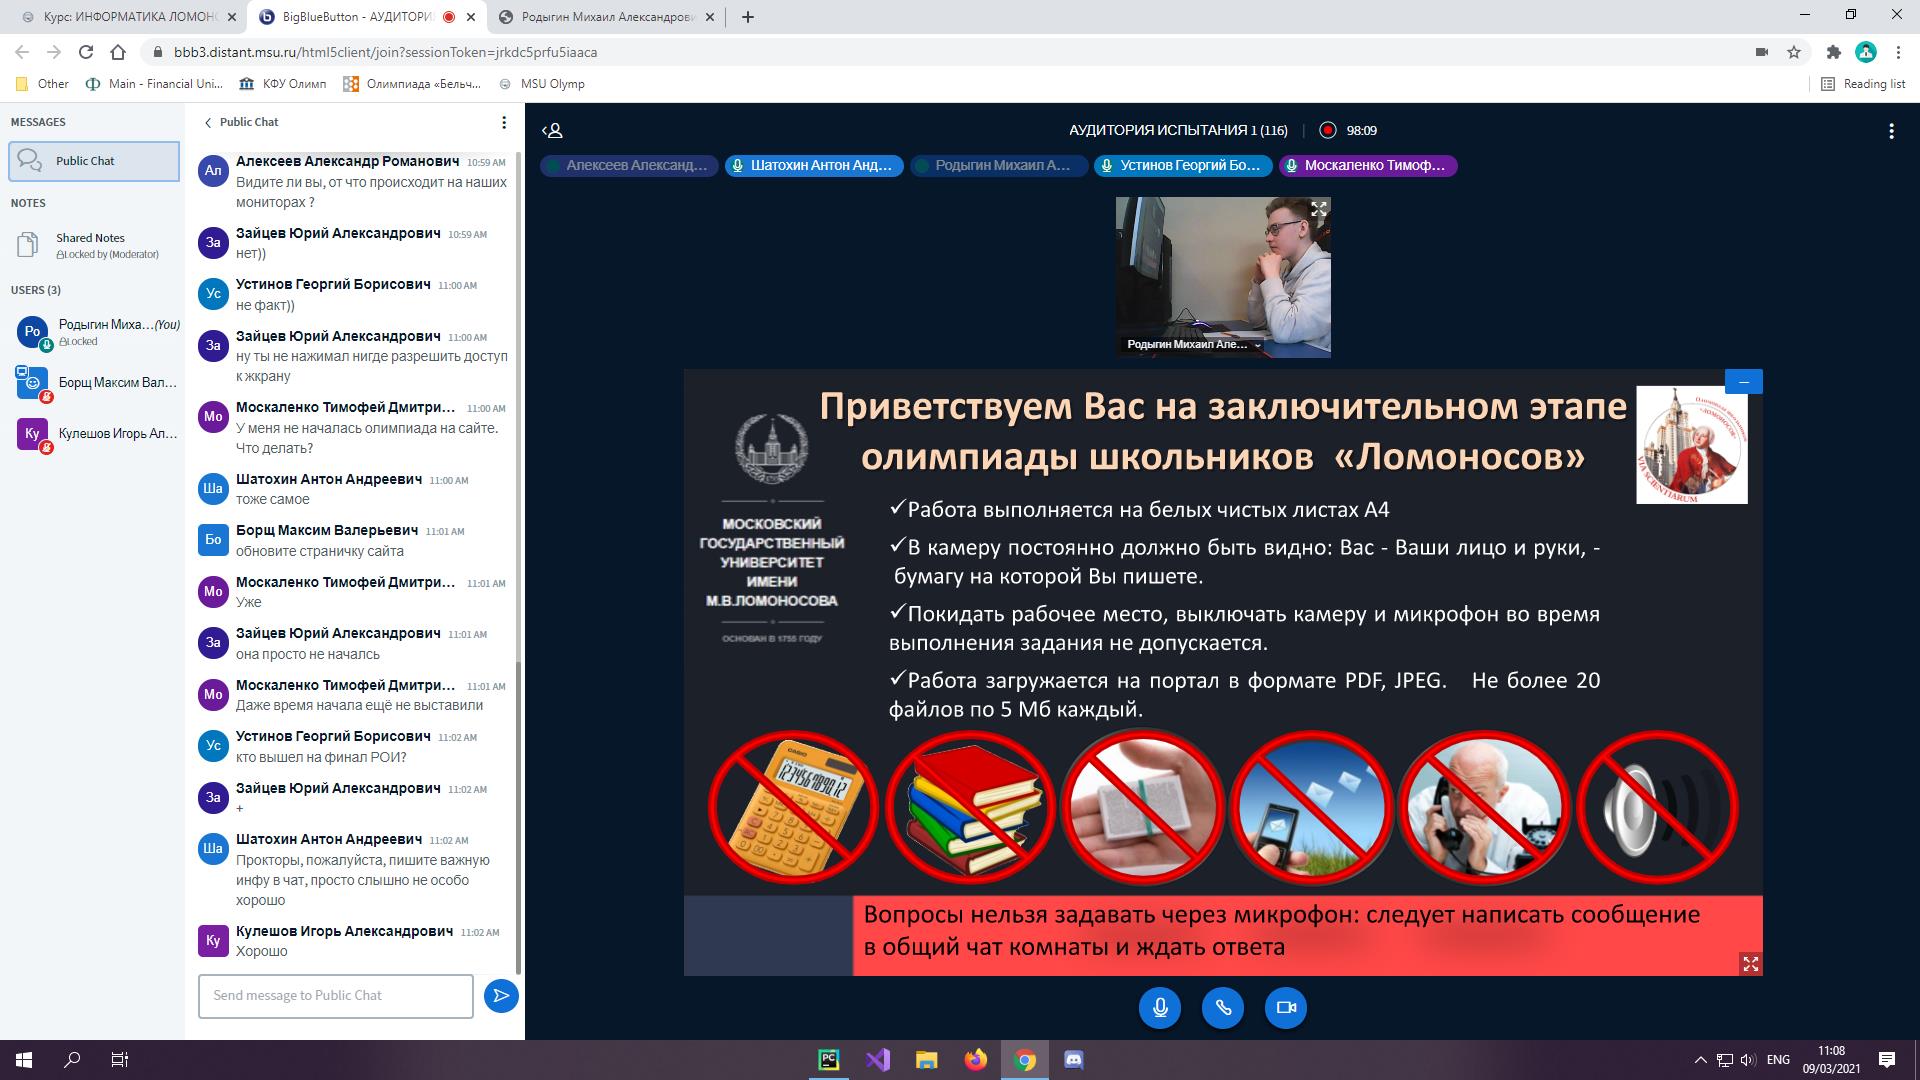 Курс: ИНФОРМАТИКА ЛОМОН
BigBlueButton - АУДИТОРИ
Родыгин Михаил Александрови
bbb3.distant.msu.ru/html5client/join?sessionToken=jrkdc5prfu5iaaca
Other
Main - Financial Uni...
КФУ Олимп
Олимпиада «Бельч...
MSU Olymp
Reading list
MESSAGES
Public Chat
NOTES
Shared Notes
Locked by (Moderator)
USERS (3)
Ро
Родыгин Миха...(You)
Locked
Борщ Максим Вал...
Ку
Кулешов Игорь Ал...
Public Chat
Ал
Алексеев Александр Романович 10:59 AM
Видите ли вы, от что происходит на наших
мониторах ?
За
Зайцев Юрий Александрович 10:59 AM
нет))
Ус
Устинов Георгий Борисович 11:00 AM
не факт))
За
Зайцев Юрий Александрович 11:00 AM
ну ты не нажимал нигде разрешить доступ
к жкрану
Мо
Москаленко Тимофей Дмитри... 11:00 AM
У меня не началась олимпиада на сайте.
Что делать?
Ша
Шатохин Антон Андреевич 11:00 AM
тоже самое
Бо
Борщ Максим Валерьевич 11:01 AM
обновите страничку сайта
Мо
Москаленко Тимофей Дмитри... 11:01 AM
Уже
За
Зайцев Юрий Александрович 11:01 AM
она просто не началсь
Мо
Москаленко Тимофей Дмитри... 11:01 AM
Даже время начала ещё не выставили
Ус
Устинов Георгий Борисович 11:02 AM
кто вышел на финал РОИ?
За
Зайцев Юрий Александрович 11:02 AM
+
Ша
Шатохин Антон Андреевич 11:02 AM
Прокторы, пожалуйста, пишите важную
инфу в чат, просто слышно не особо
хорошо
Ку
Кулешов Игорь Александрович 11:02 AM
Хорошо
Send message to Public Chat
АУДИТОРИЯ ИСПЫТАНИЯ 1 (116)
98:09
Алексеев Александ...
Шатохин Антон Анд...
Родыгин Михаил А...
Устинов Георгий Бо...
Москаленко Тимоф...
Родыгин Михаил Але...
Приветствуем Вас на заключительном этапе
олимпиады школьников «Ломоносов»
МОСКОВСКИЙ
ГОСУДАРСТВЕННЫЙ
УНИВЕРСИТЕТ
ИМЕНИ
М.В.ЛОМОНОСОВА
ОСНОВАН В 1755 ГОДУ
VIA SCIENTIARUM
✓Работа выполняется на белых чистых листах А4
✓В камеру постоянно должно быть видно: Вас - Ваши лицо и руки, -
бумагу на которой Вы пишете.
✓Покидать рабочее место, выключать камеру и микрофон во время
выполнения задания не допускается.
✓Работа загружается на портал в формате PDF, JPEG. Не более 20
файлов по 5 Мб каждый.
CASIO
Вопросы нельзя задавать через микрофон: следует написать сообщение
в общий чат комнаты и ждать ответа
PC
ENG
11:08
09/03/2021